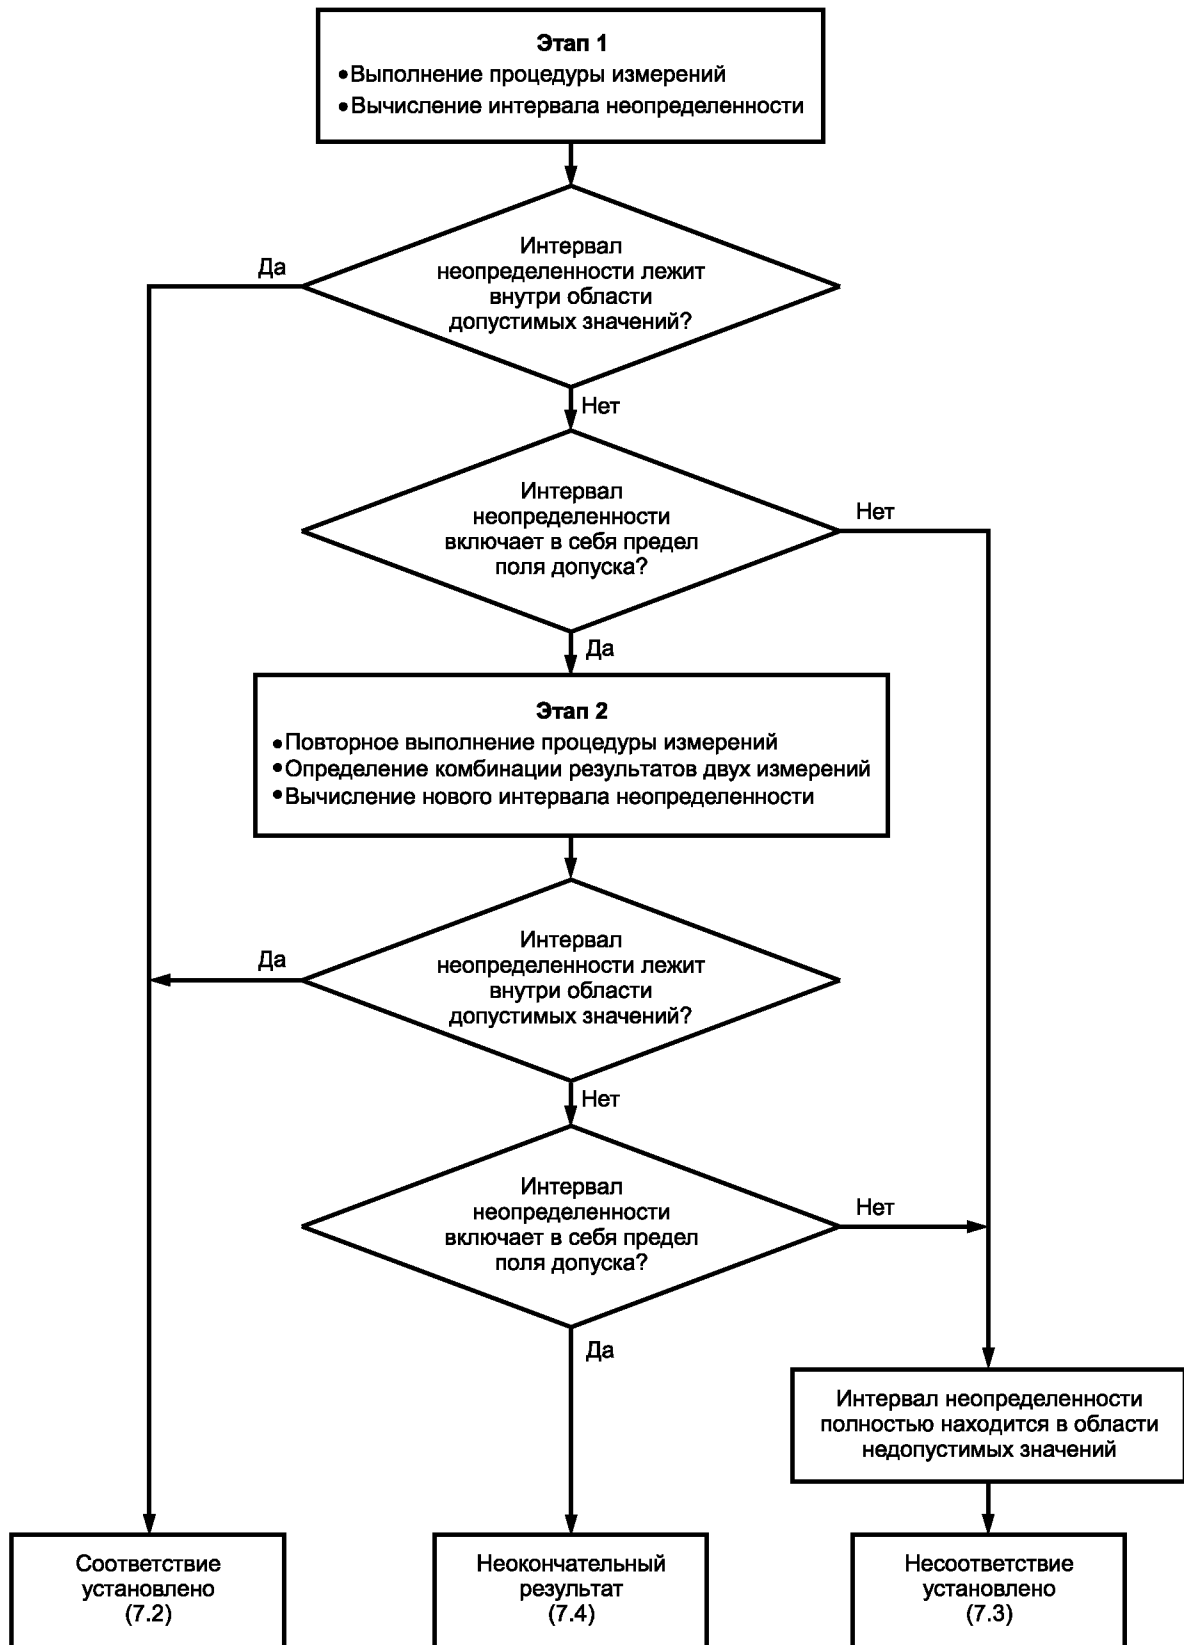 Этап 1
•Выполнение процедуры измерений
•Вычисление интервала неопределенности
Интервал
неопределенности лежит
внутри области
допустимых значений?
Да
Нет
Интервал
неопределенности
включает в себя предел
поля допуска?
Нет
Да
Этап 2
•Повторное выполнение процедуры измерений
•Определение комбинации результатов двух измерений
•Вычисление нового интервала неопределенности
Интервал
неопределенности лежит
внутри области
допустимых значений?
Да
Нет
Интервал
неопределенности
включает в себя предел
поля допуска?
Нет
Да
Интервал неопределенности
полностью находится в области
недопустимых значений
Соответствие
установлено
(7.2)
Неокончательный
результат
(7.4)
Несоответствие
установлено
(7.3)